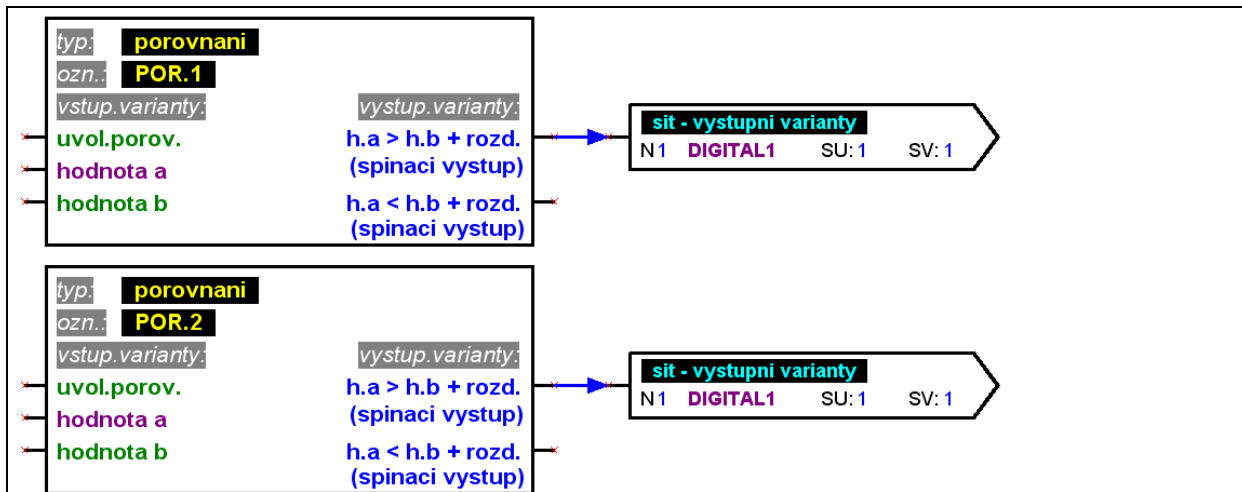 typ: porovnani
ozn.: POR.1
vstup.varianty: vystup.varianty:
uvol.porov. h.a > h.b + rozd.
hodnota a (spinaci vystup)
hodnota b h.a < h.b + rozd.
(spinaci vystup)
sit - vystupni varianty
N1 DIGITAL1 SU: 1 SV: 1
typ: porovnani
ozn.: POR.2
vstup.varianty: vystup.varianty:
uvol.porov. h.a > h.b + rozd.
hodnota a (spinaci vystup)
hodnota b h.a < h.b + rozd.
(spinaci vystup)
sit - vystupni varianty
N1 DIGITAL1 SU: 1 SV: 1